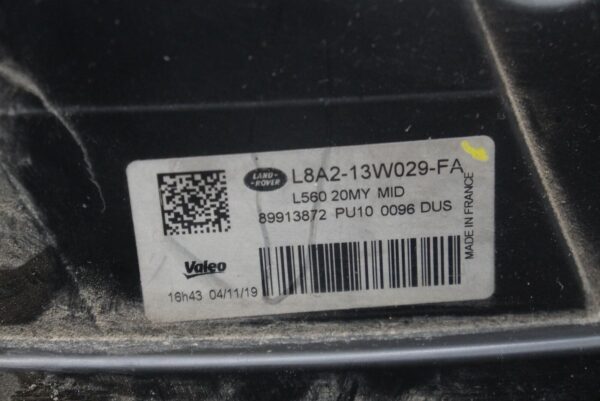 LAND-
ROVER
L8A2-13W029-FA
L560 20MY MID
89913872 PU10 0096 DUS
MADE IN FRANCE
Valeo
16h43 04/11/19